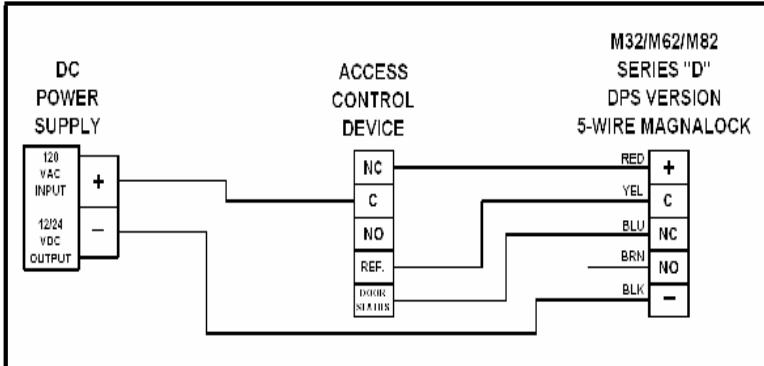 M32/M62/M82
SERIES "D"
DPS VERSION
5-WIRE MAGNALOCK
DC
POWER
SUPPLY
ACCESS
CONTROL
DEVICE
120
VAC
INPUT
+
12/24
VDC
OUTPUT
–
NC
C
NO
REF.
DOOR
STATUS
RED
+
YEL
C
BLU
NC
BRN
NO
BLK
–